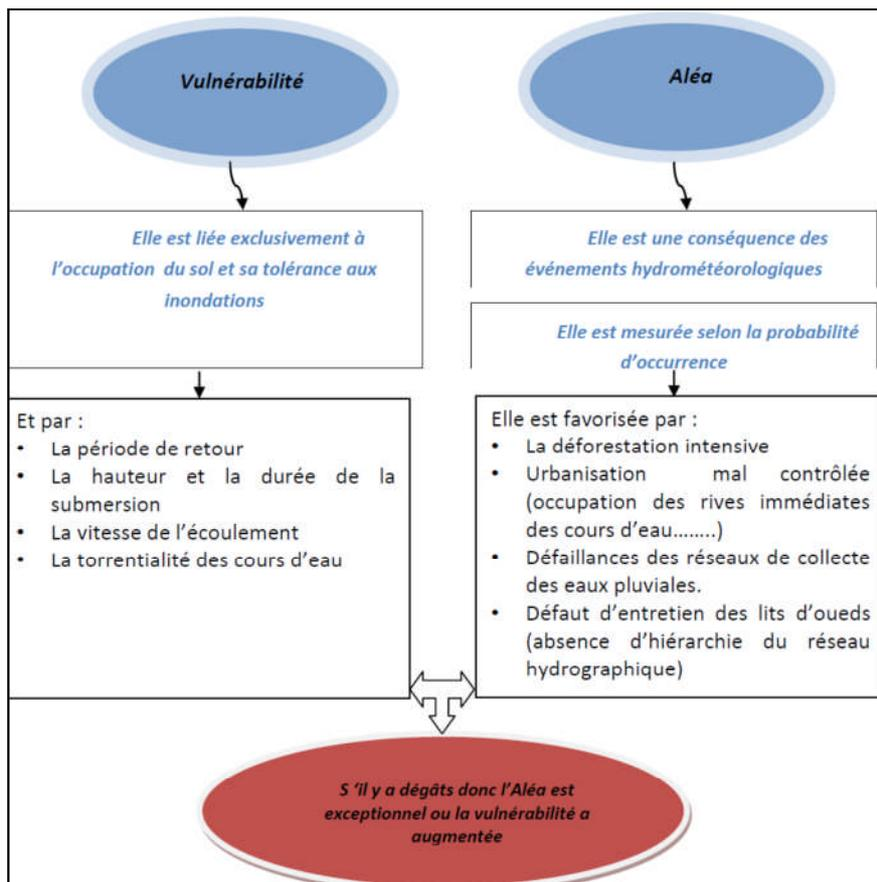 Vulnérabilité
Aléa
Elle est liée exclusivement à
l'occupation du sol et sa tolérance aux
inondations
Elle est une conséquence des
événements hydrométeorologiques
Elle est mesurée selon la probabilité
d'occurrence
Et par :
• La période de retour
• La hauteur et la durée de la
submersion
• La vitesse de l'écoulement
• La torrentialité des cours d'eau
Elle est favorisée par :
• La déforestation intensive
• Urbanisation mal contrôlée
(occupation des rives immédiates
des cours d'eau……..)
• Défaillances des réseaux de collecte
des eaux pluviales.
• Défaut d'entretien des lits d'oueds
(absence d'hiérarchie du réseau
hydrographique)
S 'il y a dégâts donc l'Aléa est
exceptionnel ou la vulnérabilité a
augmentée